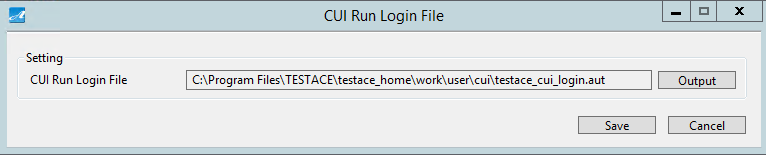 CUI Run Login File
Setting
CUI Run Login File C:\Program Files\TESTACE\testace_home\work\user\cui\testace_cui_login.aut Output
Save Cancel